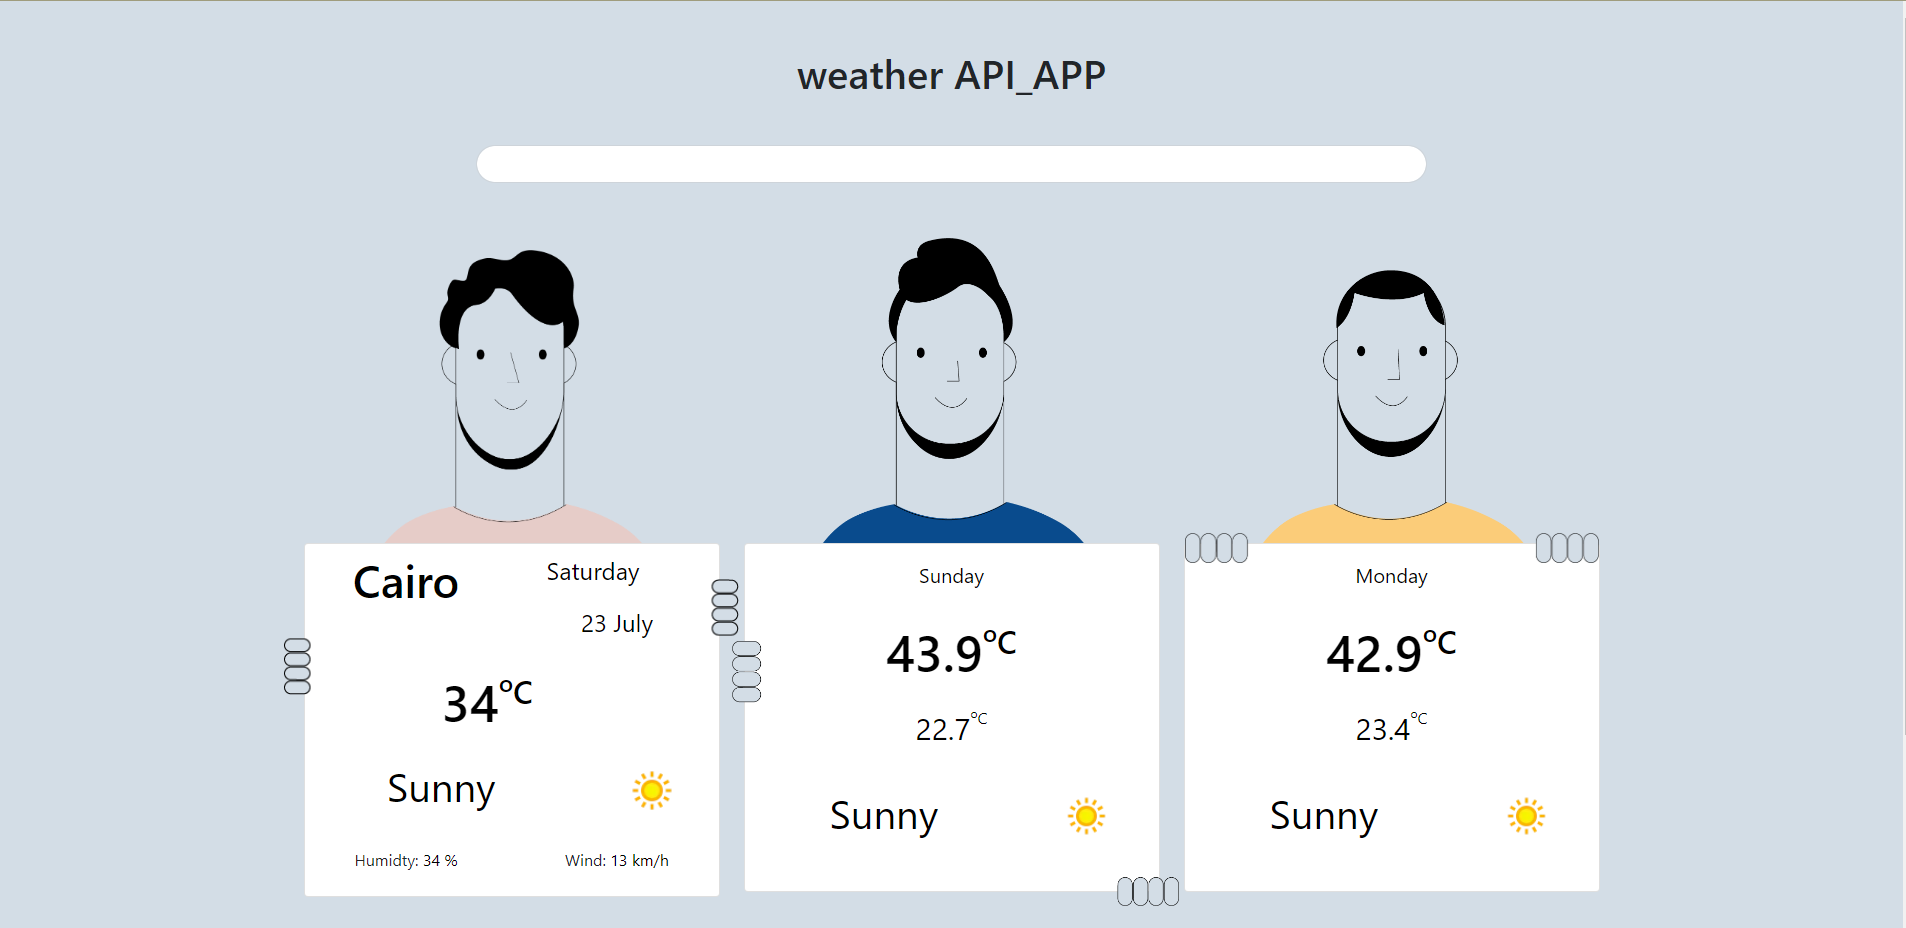 weather API_APP
Cairo
Saturday
23 July
34°C
Sunny
Humidty: 34 %
Wind: 13 km/h
Sunday
43.9°C
22.7°C
Sunny
Monday
42.9°C
23.4°C
Sunny